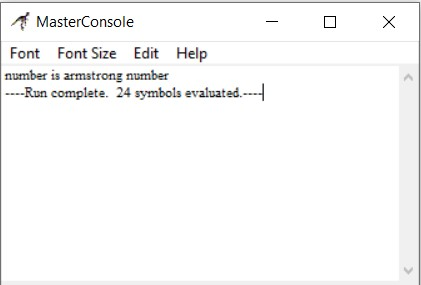 MasterConsole
Font Font Size Edit Help
number is armstrong number
----Run complete. 24 symbols evaluated.----